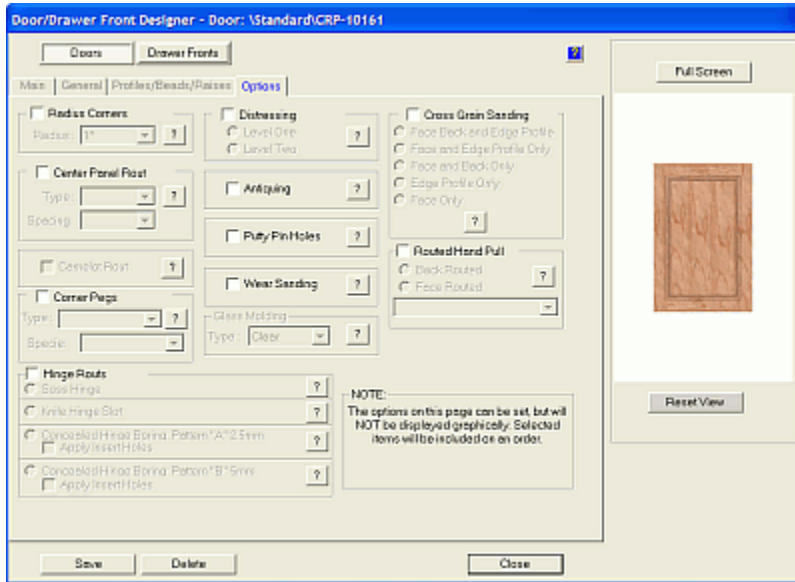 Door/Drawer Front Designer - Door: \Standard\CRP-10161
Doors
Drawer Fronts
?
Full Screen
Main
General
Profiles/Beads/Raises
Options
Radius Corners
Radius: 1"
?
Center Panel Rout
Type:
?
Spacing:
Camelot Rout
?
Corner Pegs
Type:
?
Specie:
Distressing
Level One
Level Two
?
Antiquing
?
Putty Pin Holes
?
Wear Sanding
?
Glass Molding
Type: Clear
?
Cross Grain Sanding
Face Back and Edge Profile
Face and Edge Profile Only
Face and Back Only
Edge Profile Only
Face Only
?
Routed Hand Pull
Back Routed
Face Routed
?
Hinge Routs
Soss Hinge
?
Knife Hinge Slot
?
Concealed Hinge Boring: Pattern "A" 2.5mm
Apply Insert Holes
?
Concealed Hinge Boring: Pattern "B" 5mm
Apply Insert Holes
?
NOTE:
The options on this page can be set, but will
NOT be displayed graphically. Selected
items will be included on an order.
Reset View
Save
Delete
Close